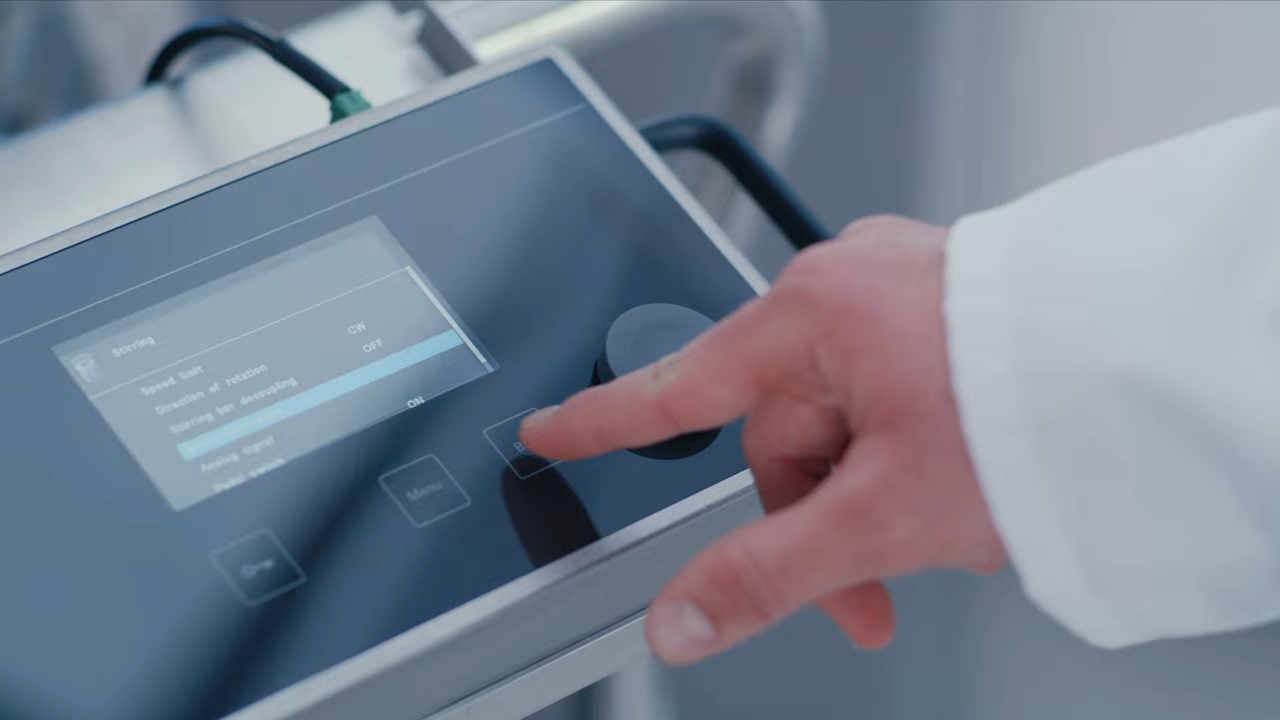 Stirring
Speed limit
Direction of rotation CW
Stirring bar decoupling OFF
Analog signal ON
Menu